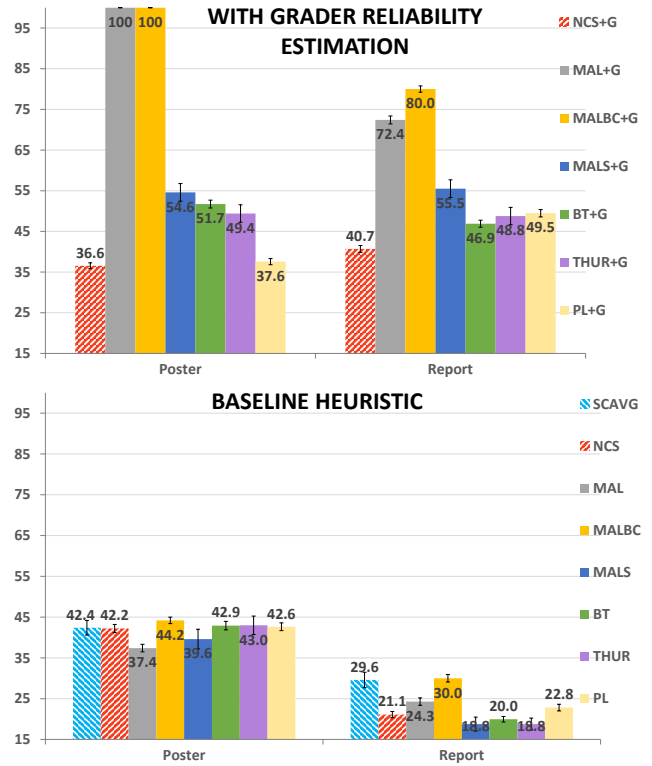 WITH GRADER RELIABILITY
ESTIMATION
95
85
75
65
55
45
35
25
15
100
100
36.6
54.6
51.7
49.4
37.6
40.7
72.4
80.0
55.5
46.9
48.8
49.5
Poster
Report
NCS+G
MAL+G
MALBC+G
MALS+G
BT+G
THUR+G
PL+G
BASELINE HEURISTIC
95
85
75
65
55
45
35
25
15
42.4
42.2
37.4
44.2
39.6
42.9
43.0
42.6
29.6
21.1
24.3
30.0
18.8
20.0
18.8
22.8
Poster
Report
SCAVG
NCS
MAL
MALBC
MALS
BT
THUR
PL